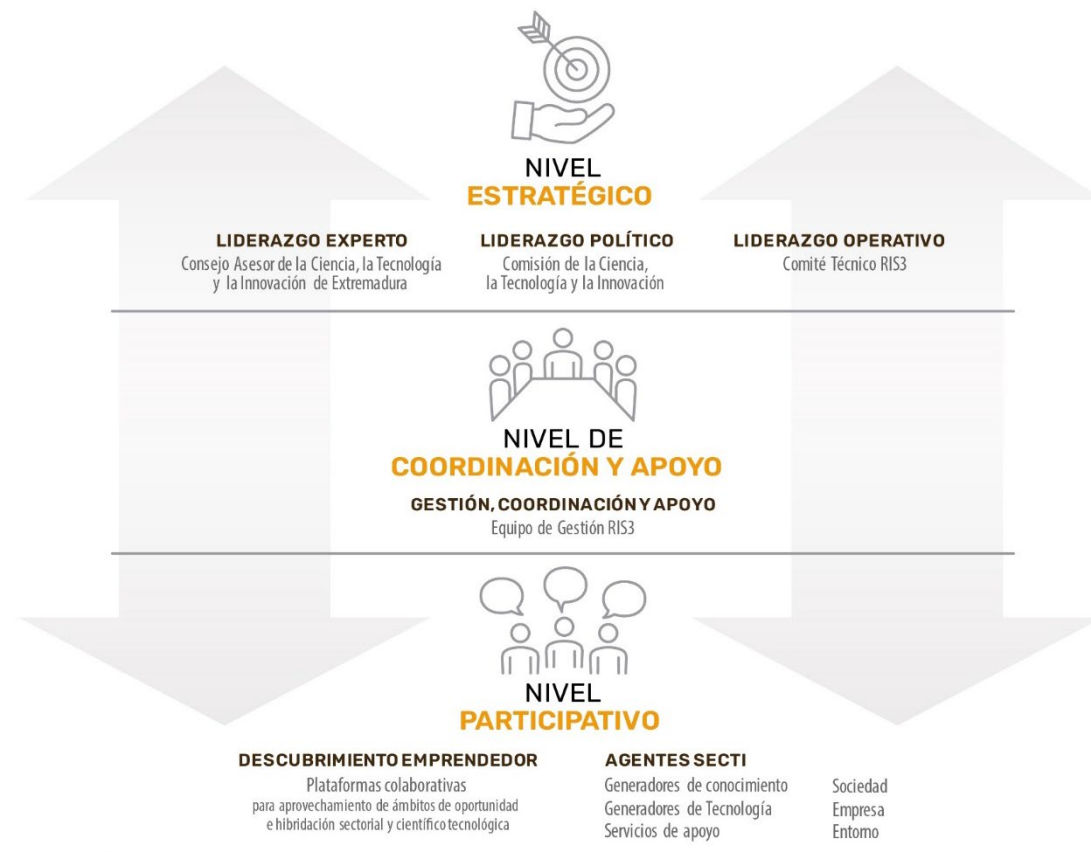 NIVEL
ESTRATÉGICO
LIDERAZGO EXPERTO
Consejo Asesor de la Ciencia, la Tecnología
y la Innovación de Extremadura
LIDERAZGO POLÍTICO
Comisión de la Ciencia,
la Tecnología y la Innovación
LIDERAZGO OPERATIVO
Comité Técnico RIS3
NIVEL DE
COORDINACIÓN Y APOYO
GESTIÓN, COORDINACIÓN Y APOYO
Equipo de Gestión RIS3
NIVEL
PARTICIPATIVO
DESCUBRIMIENTO EMPRENDEDOR
Plataformas colaborativas
para aprovechamiento de ámbitos de oportunidad
e hibridación sectorial y científico tecnológica
AGENTES SECTI
Generadores de conocimiento
Generadores de Tecnología
Servicios de apoyo
Sociedad
Empresa
Entorno